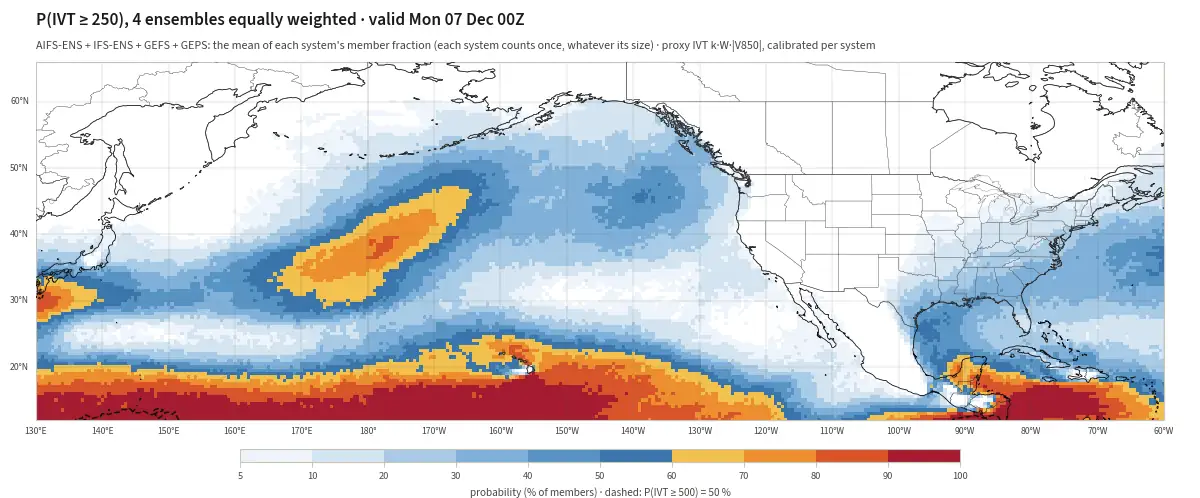 P(IVT ≥ 250), 4 ensembles equally weighted · valid Mon 07 Dec 00Z
AIFS-ENS + IFS-ENS + GEFS + GEPS: the mean of each system's member fraction (each system counts once, whatever its size) · proxy IVT k·W·|V850|, calibrated per system
60°N
50°N
40°N
30°N
20°N
130°E 140°E 150°E 160°E 170°E 180° 170°W 160°W 150°W 140°W 130°W 120°W 110°W 100°W 90°W 80°W 70°W 60°W
5 10 20 30 40 50 60 70 80 90 100
probability (% of members) · dashed: P(IVT ≥ 500) = 50 %